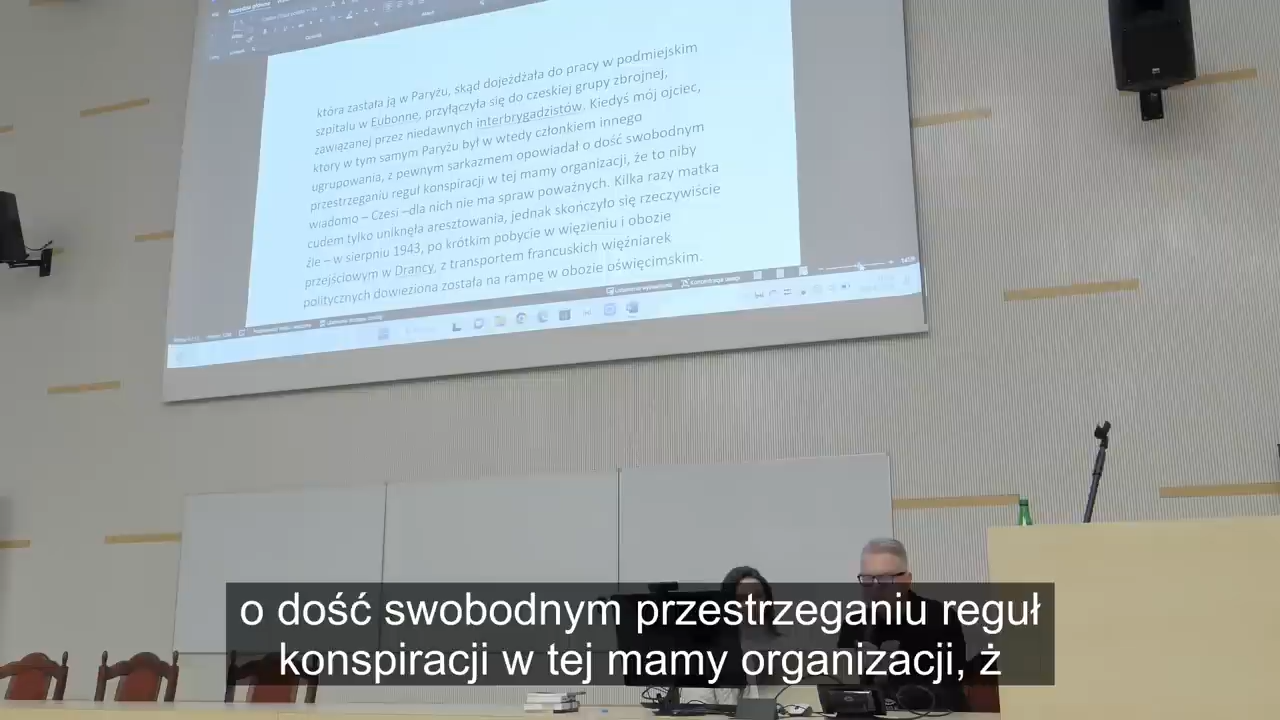 która zastała ją w Paryżu, skąd dojeżdżała do pracy w podmiejskim
szpitalu w Eubonne, przyłączyła się do czeskiej grupy zbrojnej,
zawiązanej przez niedawnych interbrygadzistów. Kiedyś mój ojciec,
ktory w tym samym Paryżu był w wtedy członkiem innego
ugrupowania, z pewnym sarkazmem opowiadał o dość swobodnym
przestrzeganiu reguł konspiracji w tej mamy organizacji, że to niby
wiadomo – Czesi –dla nich nie ma spraw poważnych. Kilka razy matka
cudem tylko uniknęła aresztowania, jednak skończyło się rzeczywiście
źle – w sierpniu 1943, po krótkim pobycie w więzieniu i obozie
przejściowym w Drancy, z transportem francuskich więźniarek
politycznych dowieziona została na rampę w obozie oświęcimskim.
o dość swobodnym przestrzeganiu reguł
konspiracji w tej mamy organizacji, ż